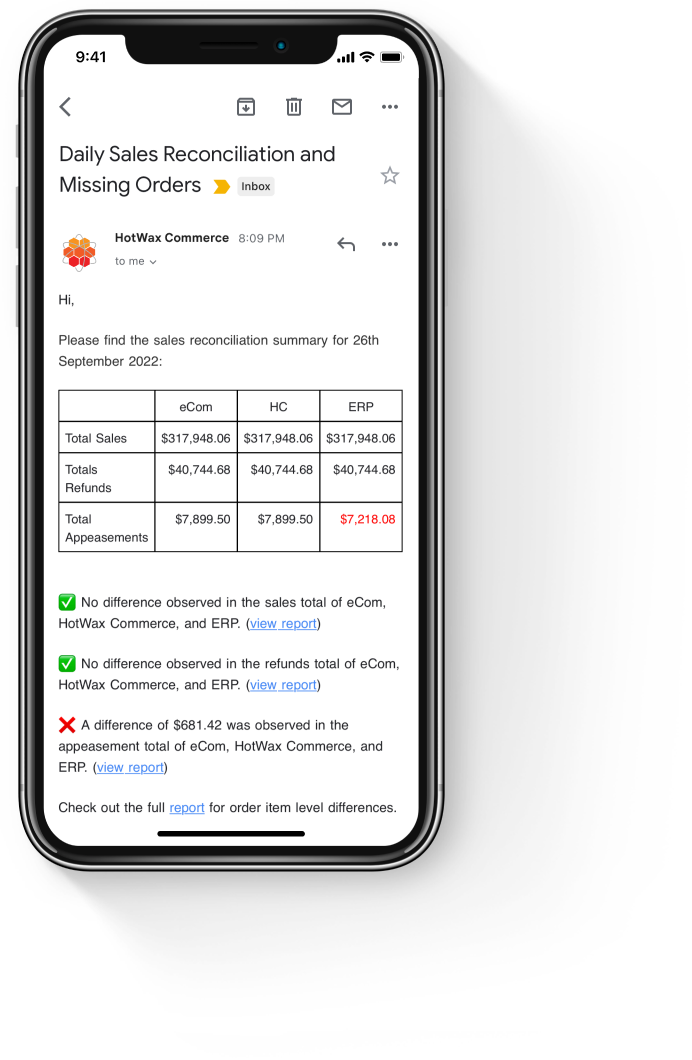 9:41
Daily Sales Reconciliation and
Missing Orders Inbox
HotWax Commerce 8:09 PM
to me
Hi,
Please find the sales reconciliation summary for 26th
September 2022:
eCom HC ERP
Total Sales $317,948.06 $317,948.06 $317,948.06
Totals $40,744.68 $40,744.68 $40,744.68
Refunds
Total $7,899.50 $7,899.50 $7,218.08
Appeasements
✅ No difference observed in the sales total of eCom,
HotWax Commerce, and ERP. (view report)
✅ No difference observed in the refunds total of eCom,
HotWax Commerce, and ERP. (view report)
❌ A difference of $681.42 was observed in the
appeasement total of eCom, HotWax Commerce, and
ERP. (view report)
Check out the full report for order item level differences.